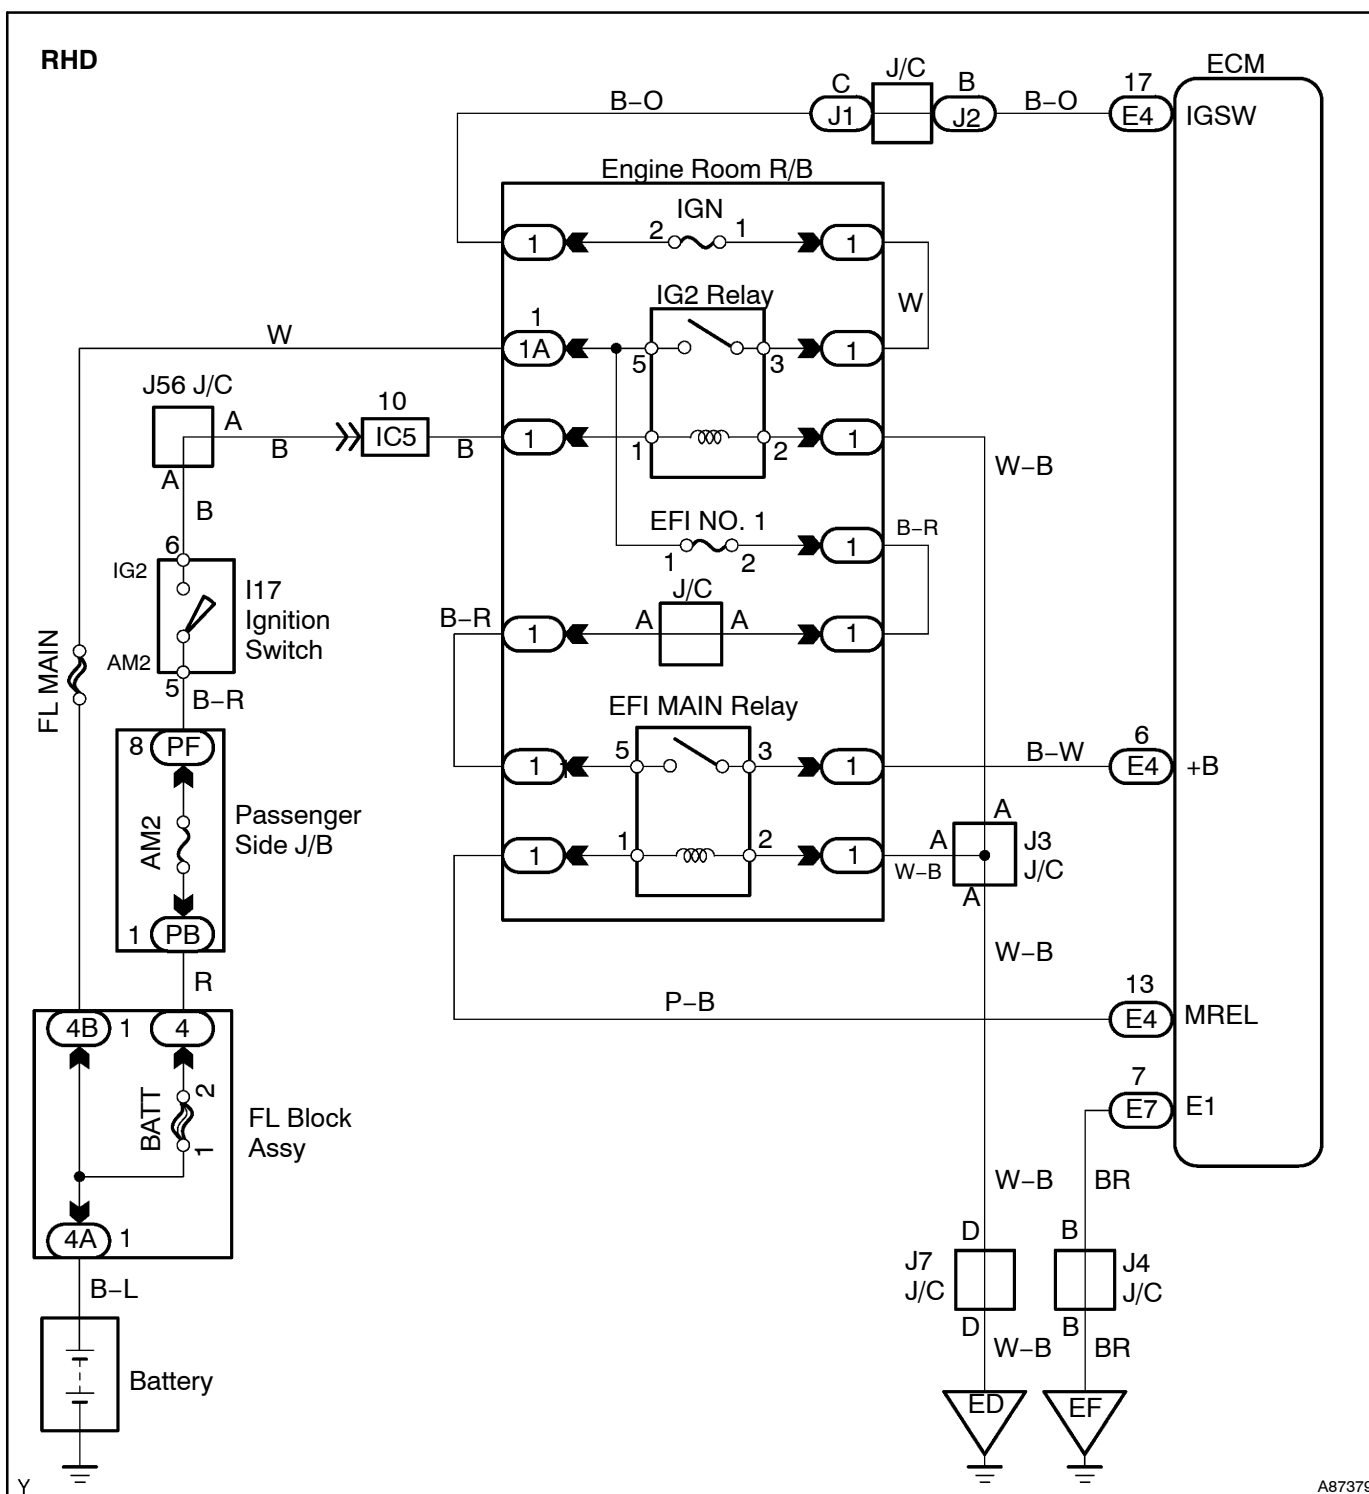 RHD
ECM
J/C
C
B
17
B–O
J1
J2
B–O
E4
IGSW
Engine Room R/B
IGN
1
2
1
1
W
IG2 Relay
W
1
1A
5
3
1
J56 J/C
A
B
10
IC5
B
1
1
2
1
W–B
A
B
EFI NO. 1
1
2
1
B–R
6
IG2
I17
Ignition
Switch
AM2
5
B–R
J/C
B–R
1
A
A
1
FL MAIN
EFI MAIN Relay
8
PF
1
1
5
3
1
B–W
6
E4
+B
AM2
Passenger
Side J/B
1
1
2
1
W–B
A
A
J3
J/C
A
1
PB
W–B
R
P–B
13
E4
MREL
4B
1
4
BATT
2
1
FL Block
Assy
7
E7
E1
W–B
BR
4A
1
B–L
D
B
J7
J/C
J4
J/C
D
B
W–B
BR
Battery
ED
EF
Y
A87379